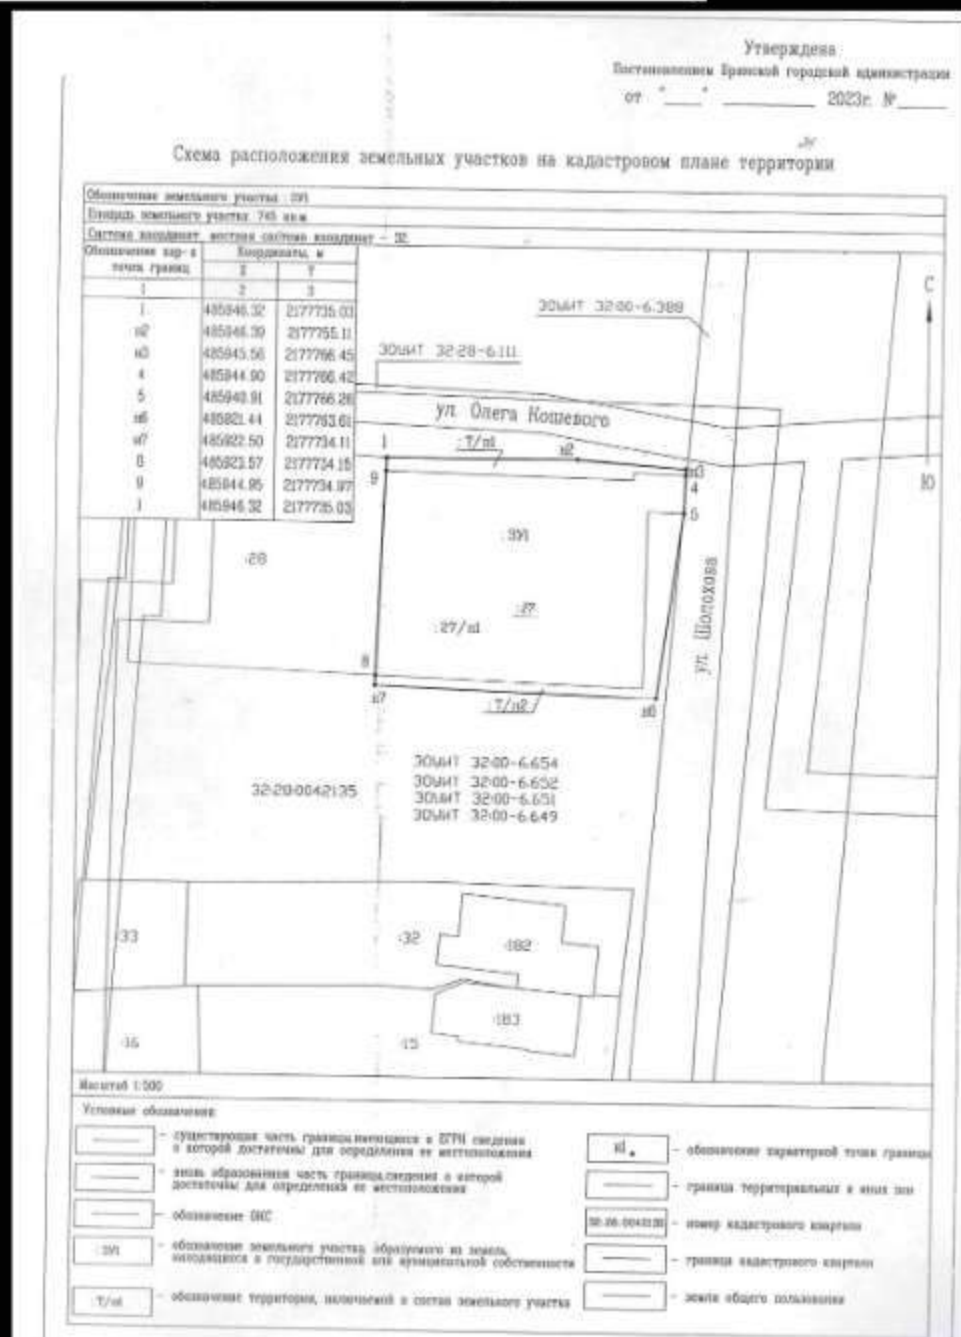 Утверждена
Постановлением Брянской городской администрации
от "___" ________ 2023г. №____
Схема расположения земельных участков на кадастровом плане территории
Обозначение земельного участка :ЗУ1
Площадь земельного участка 745 кв.м
Система координат местная система координат - 32
Обозначение хар-х точек границ
Координаты, м
X Y
1 2 3
1 485946.32 2177735.03
н2 485946.39 2177755.11
н3 485945.56 2177766.45
4 485944.90 2177766.42
5 485940.91 2177766.26
н6 485921.44 2177763.61
н7 485922.50 2177734.11
8 485923.57 2177734.15
9 485944.95 2177734.97
1 485946.32 2177735.03
ЗОУИТ 32:00-6.388
ЗОУИТ 32:28-6.111
С
ул. Олега Кошевого
1
:Т/п1
н2
н3
9
4
Ю
5
:28
:ЗУ1
ул. Шолохова
:27
:27/п1
8
н7
:Т/п2
н6
ЗОУИТ 32:00-6.654
ЗОУИТ 32:00-6.652
32:28:0042135
ЗОУИТ 32:00-6.651
ЗОУИТ 32:00-6.649
:33
:32
:182
:183
:16
:15
Масштаб 1:500
Условные обозначения:
- существующая часть границы,имеющиеся в ЕГРН сведения
о которой достаточны для определения ее местоположения
- вновь образованная часть границы,сведения о которой
достаточны для определения ее местоположения
- обозначение ОКС
:ЗУ1 - обозначение земельного участка, образуемого из земель,
находящихся в государственной или муниципальной собственности
:Т/п1 - обозначение территории, включаемой в состав земельного участка
н1 - обозначение характерной точки границы
- граница территориальных и иных зон
- номер кадастрового квартала
- граница кадастрового квартала
- земли общего пользования